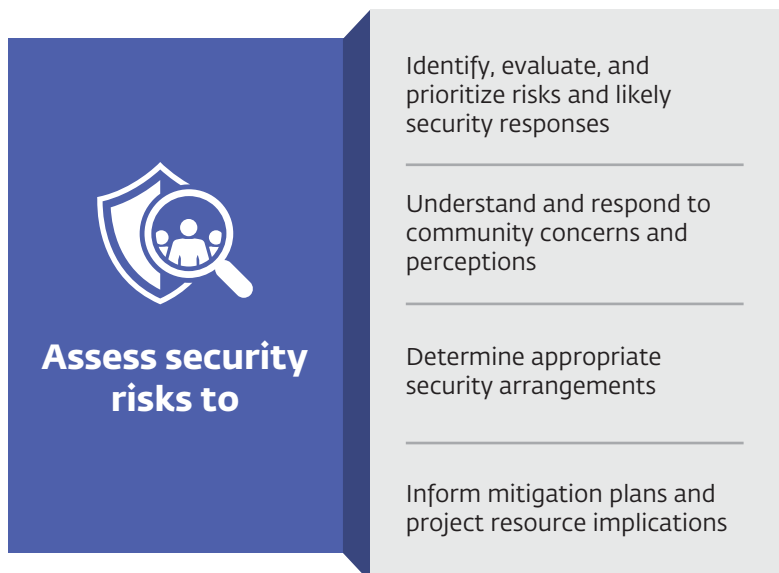 Assess security
risks to
Identify, evaluate, and
prioritize risks and likely
security responses
Understand and respond to
community concerns and
perceptions
Determine appropriate
security arrangements
Inform mitigation plans and
project resource implications